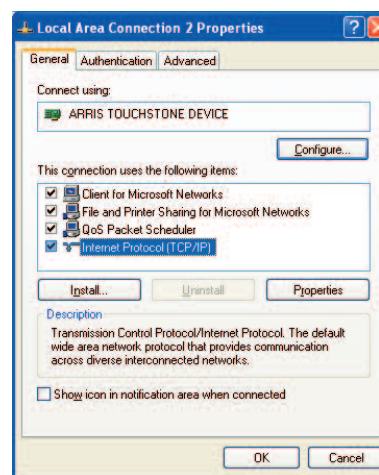 Local Area Connection 2 Properties
General
Authentication
Advanced
Connect using:
ARRIS TOUCHSTONE DEVICE
Configure...
This connection uses the following items:
Client for Microsoft Networks
File and Printer Sharing for Microsoft Networks
QoS Packet Scheduler
Internet Protocol (TCP/IP)
Install...
Uninstall
Properties
Description
Transmission Control Protocol/Internet Protocol. The default
wide area network protocol that provides communication
across diverse interconnected networks.
Show icon in notification area when connected
OK
Cancel